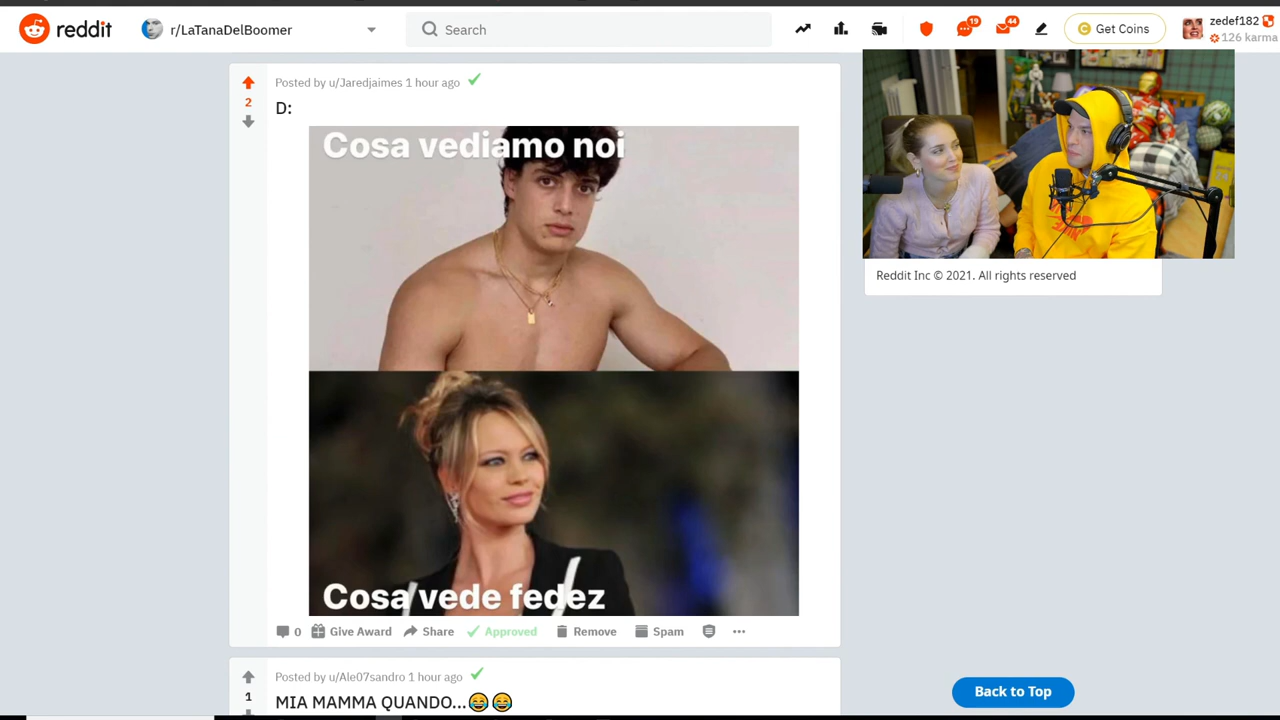 reddit
r/LaTanaDelBoomer
Search
19
44
Get Coins
zedef182
126 karma
Posted by u/Jaredjaimes 1 hour ago
2
D:
Cosa vediamo noi
Cosa vede fedez
Reddit Inc © 2021. All rights reserved
0
Give Award
Share
Approved
Remove
Spam
Posted by u/Ale07sandro 1 hour ago
1
MIA MAMMA QUANDO...😂😂
Back to Top